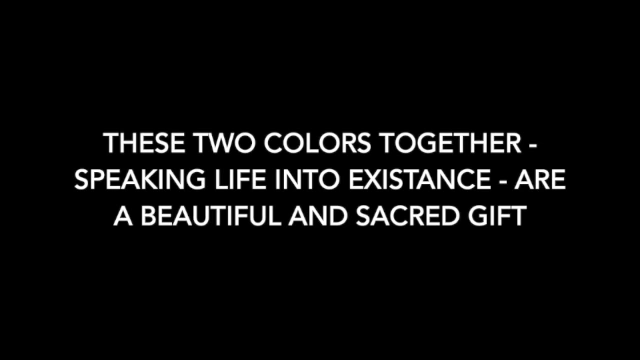 THESE TWO COLORS TOGETHER -
SPEAKING LIFE INTO EXISTANCE - ARE
A BEAUTIFUL AND SACRED GIFT